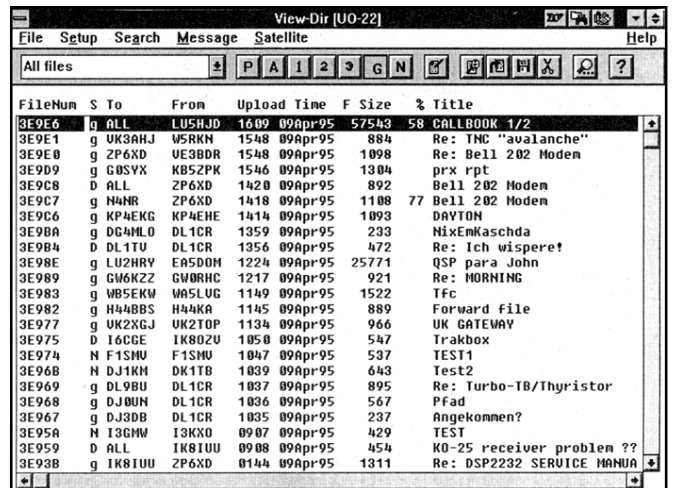 View-Dir [UO-22]
File Setup Search Message Satellite Help
All files P A 1 2 3 G N ?
FileNum S To From Upload Time F Size % Title
3E9E6 g ALL LU5HJD 1609 09Apr95 57543 58 CALLBOOK 1/2
3E9E1 g VK3AHJ W5RKN 1548 09Apr95 884 Re: TNC "avalanche"
3E9E0 g ZP6XD VE3BDR 1548 09Apr95 1098 Re: Bell 202 Modem
3E9D9 g G0SYX KB5ZPK 1546 09Apr95 1304 prx rpt
3E9C8 D ALL ZP6XD 1420 09Apr95 892 Bell 202 Modem
3E9C7 g N4NR ZP6XD 1418 09Apr95 1108 77 Bell 202 Modem
3E9C6 g KP4EKG KP4EHE 1414 09Apr95 1093 DAYTON
3E9BA g DG4MLO DL1CR 1359 09Apr95 233 NixEmKaschda
3E9B4 D DL1TV DL1CR 1356 09Apr95 472 Re: Ich wispere!
3E98E g LU2HRY EA5DOM 1224 09Apr95 25771 QSP para John
3E989 g GW6KZZ GW0RHC 1217 09Apr95 921 Re: MORNING
3E983 g WB5EKW WA5LVG 1149 09Apr95 1522 Tfc
3E982 g H44BBS H44KA 1145 09Apr95 889 Forward file
3E977 g VK2XGJ VK2TOP 1134 09Apr95 966 UK GATEWAY
3E975 D I6CGE IK8OZV 1050 09Apr95 547 Trakbox
3E974 N F1SMV F1SMU 1047 09Apr95 537 TEST1
3E96B N DJ1KM DK1TB 1039 09Apr95 643 Test2
3E969 g DL9BU DL1CR 1037 09Apr95 895 Re: Turbo-TB/Thyristor
3E968 g DJ0UN DL1CR 1036 09Apr95 567 Pfad
3E967 g DJ3DB DL1CR 1035 09Apr95 237 Angekommen?
3E95A N I3GMW I3KXO 0907 09Apr95 429 TEST
3E959 D ALL IK8IUU 0908 09Apr95 454 KO-25 receiver problem ??
3E93B g IK8IUU ZP6XD 0144 09Apr95 1311 Re: DSP2232 SERVICE MANUA